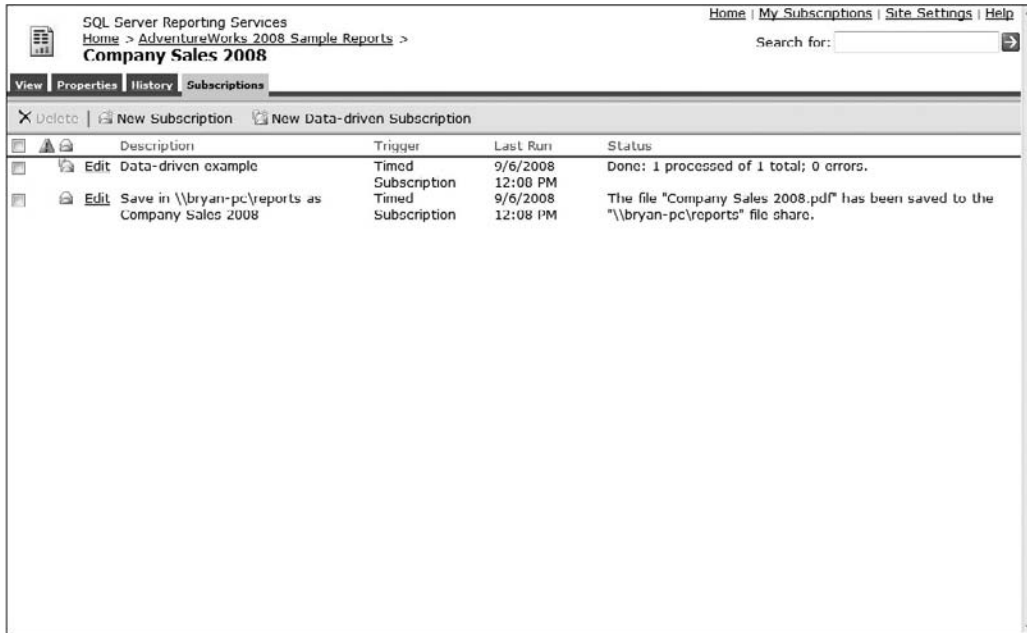 SQL Server Reporting Services
Home > AdventureWorks 2008 Sample Reports >
Company Sales 2008
Home | My Subscriptions | Site Settings | Help
Search for:
View Properties History Subscriptions
Delete | New Subscription New Data-driven Subscription
Description Trigger Last Run Status
Edit Data-driven example Timed 9/6/2008 Done: 1 processed of 1 total; 0 errors.
Subscription 12:08 PM
Edit Save in \\bryan-pc\reports as Timed 9/6/2008 The file "Company Sales 2008.pdf" has been saved to the
Company Sales 2008 Subscription 12:08 PM "\\bryan-pc\reports" file share.